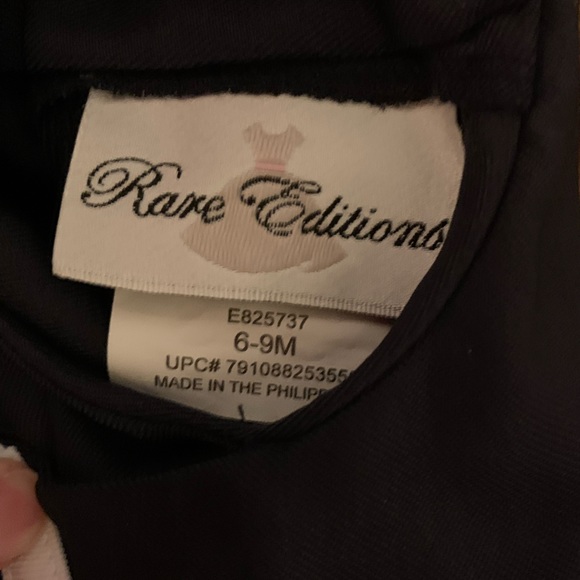 Rare Editions
E825737
6-9M
UPC# 79108825355
MADE IN THE